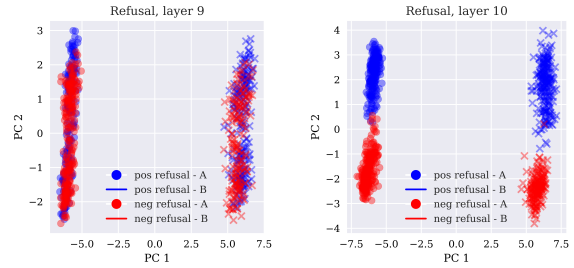 Refusal, layer 9
PC 2
3
2
1
0
−1
−2
pos refusal - A
pos refusal - B
neg refusal - A
neg refusal - B
−5.0 −2.5 0.0 2.5 5.0 7.5
PC 1
Refusal, layer 10
PC 2
4
3
2
1
0
−1
−2
−3
−4
pos refusal - A
pos refusal - B
neg refusal - A
neg refusal - B
−7.5 −5.0 −2.5 0.0 2.5 5.0 7.5
PC 1